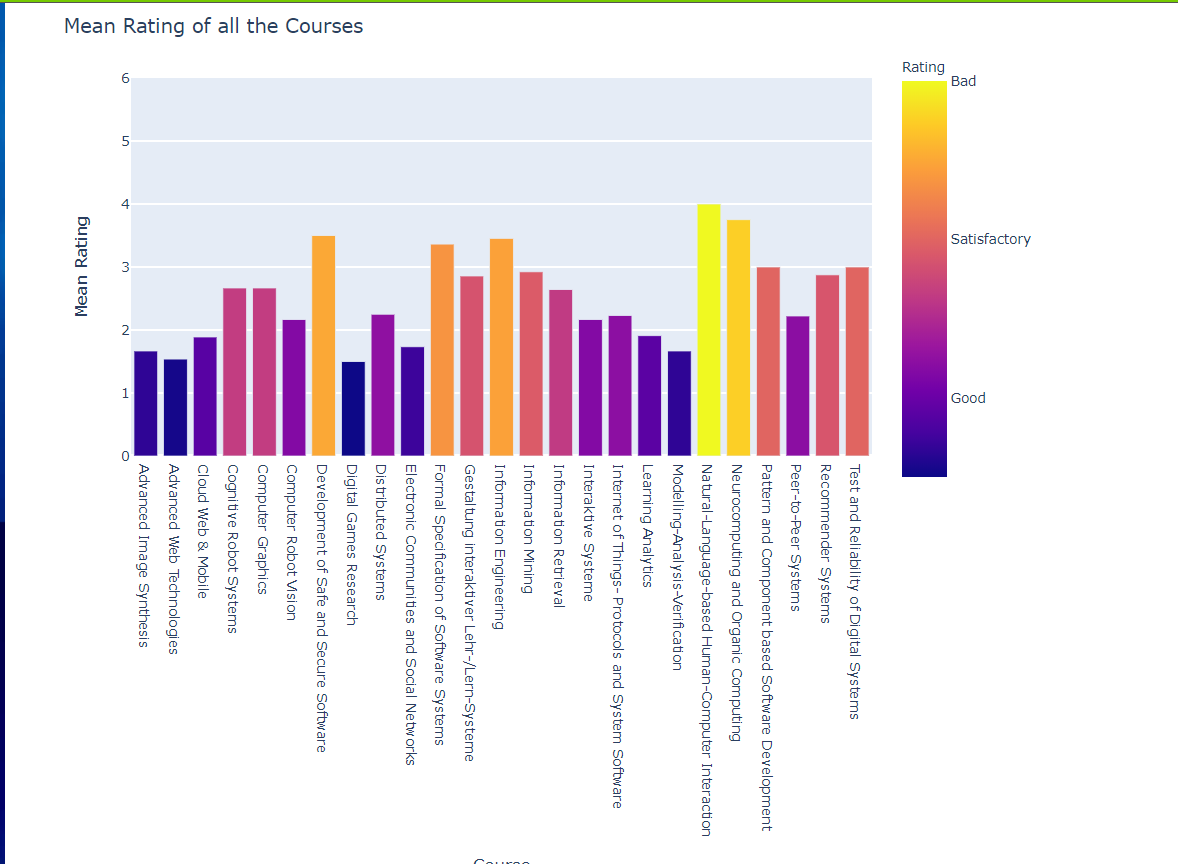 Mean Rating of all the Courses
Rating
Bad
Satisfactory
Good
Mean Rating
6
5
4
3
2
1
0
Advanced Image Synthesis
Advanced Web Technologies
Cloud Web & Mobile
Cognitive Robot Systems
Computer Graphics
Computer Robot Vision
Development of Safe and Secure Software
Digital Games Research
Distributed Systems
Electronic Communities and Social Networks
Formal Specification of Software Systems
Gestaltung interaktiver Lehr-/Lern-Systeme
Information Engineering
Information Mining
Information Retrieval
Interaktive Systeme
Internet of Things- Protocols and System Software
Learning Analytics
Modelling-Analysis-Verification
Natural-Language-based Human-Computer Interaction
Neurocomputing and Organic Computing
Pattern and Component based Software Development
Peer-to-Peer Systems
Recommender Systems
Test and Reliability of Digital Systems
Course